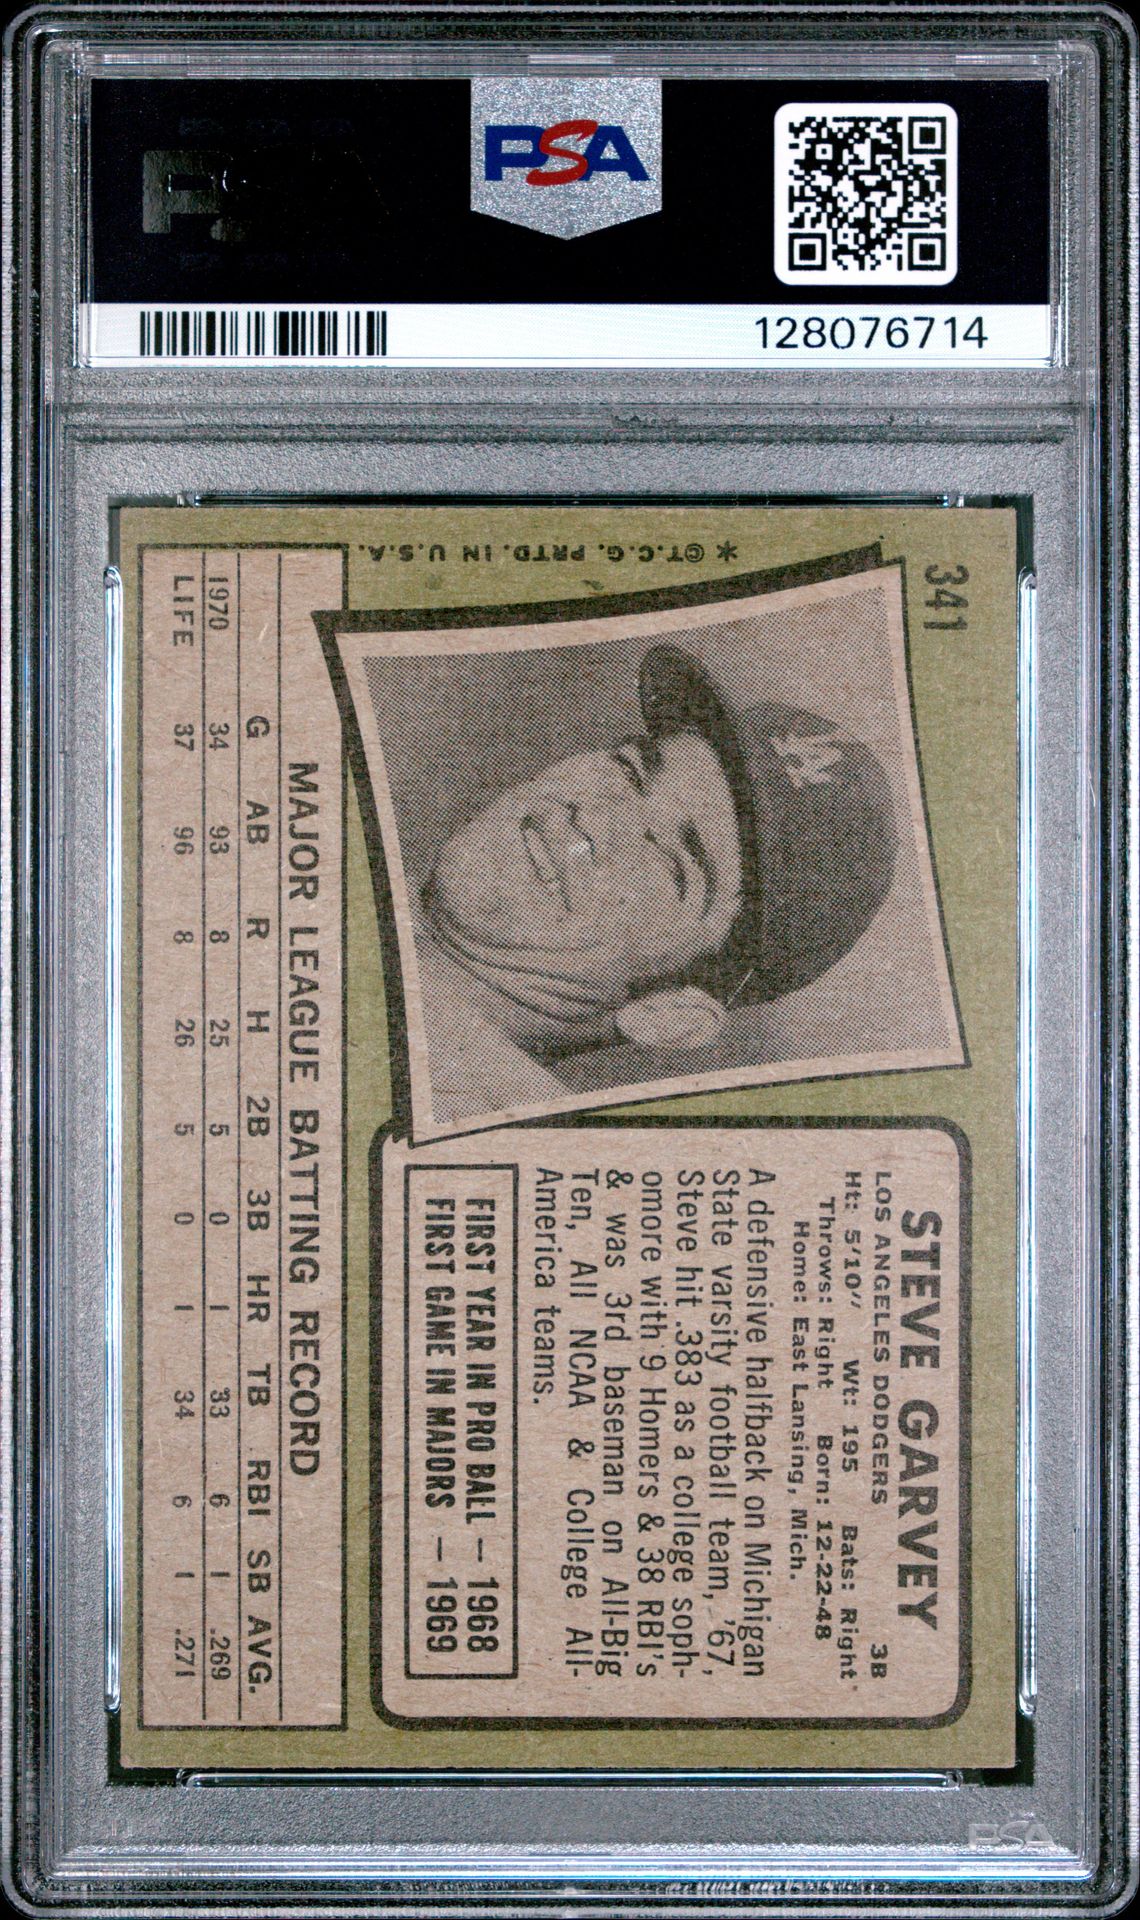 PSA
128076714
341
*©T.C.G. PRTD. IN U.S.A.
STEVE GARVEY
LOS ANGELES DODGERS 3B
Ht: 5'10" Wt: 195 Bats: Right
Throws: Right Born: 12-22-48
Home: East Lansing, Mich.
A defensive halfback on Michigan
State varsity football team, '67,
Steve hit .383 as a college soph-
omore with 9 Homers & 38 RBI's
& was 3rd baseman on All-Big
Ten, All NCAA & College All-
America teams.
FIRST YEAR IN PRO BALL — 1968
FIRST GAME IN MAJORS — 1969
MAJOR LEAGUE BATTING RECORD
G AB R H 2B 3B HR TB RBI SB AVG.
1970 34 93 8 25 5 0 1 33 6 1 .269
LIFE 37 96 8 26 5 0 1 34 6 1 .271
LA
PSA